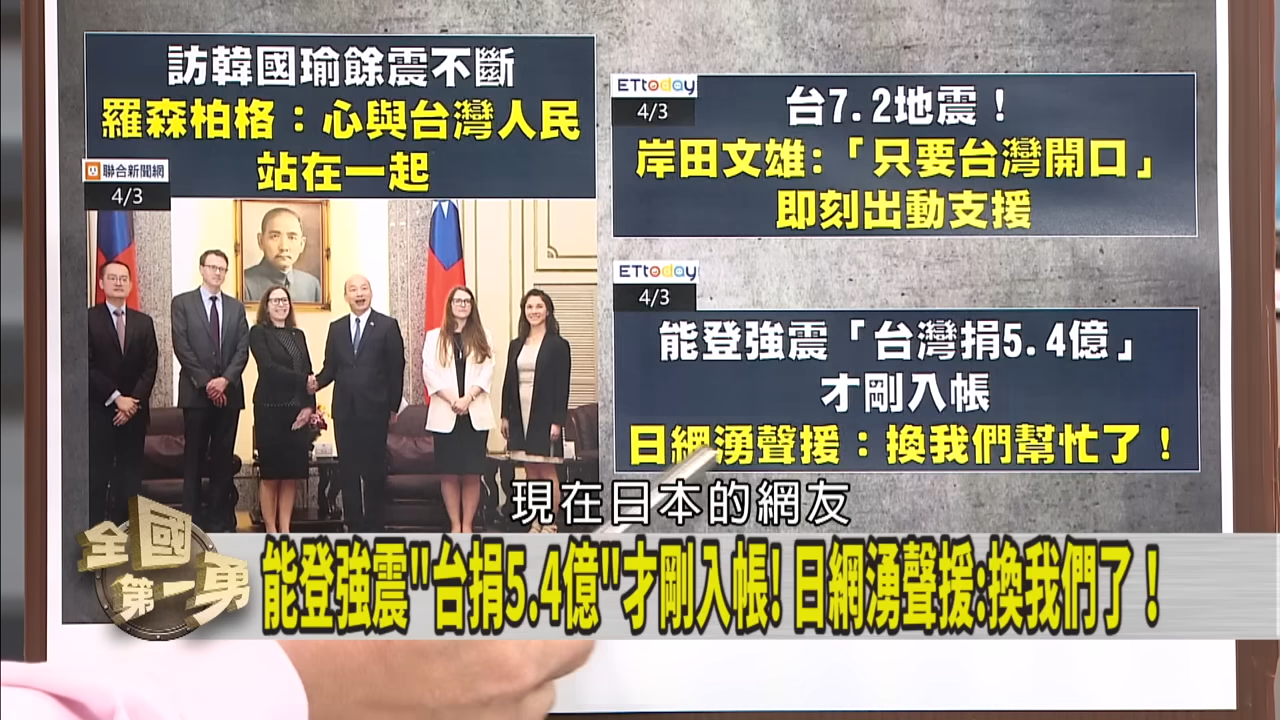 訪韓國瑜餘震不斷
羅森柏格：心與台灣人民
站在一起
聯合新聞網
4/3
ETtoday
4/3
台7.2地震！
岸田文雄:「只要台灣開口」
即刻出動支援
ETtoday
4/3
能登強震「台灣捐5.4億」
才剛入帳
日網湧聲援：換我們幫忙了！
現在日本的網友
全國第一勇
能登強震"台捐5.4億"才剛入帳!日網湧聲援:換我們了！